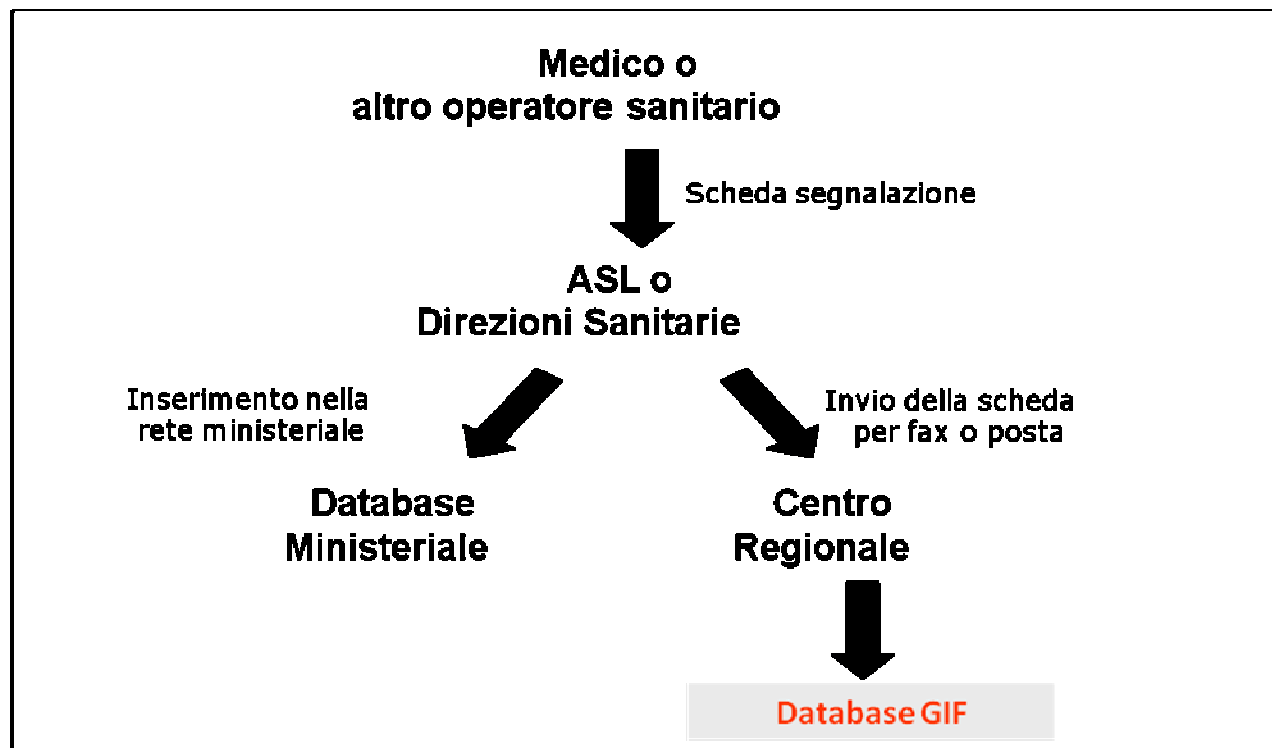 Medico o
altro operatore sanitario
Scheda segnalazione
ASL o
Direzioni Sanitarie
Inserimento nella
rete ministeriale
Invio della scheda
per fax o posta
Database
Ministeriale
Centro
Regionale
Database GIF